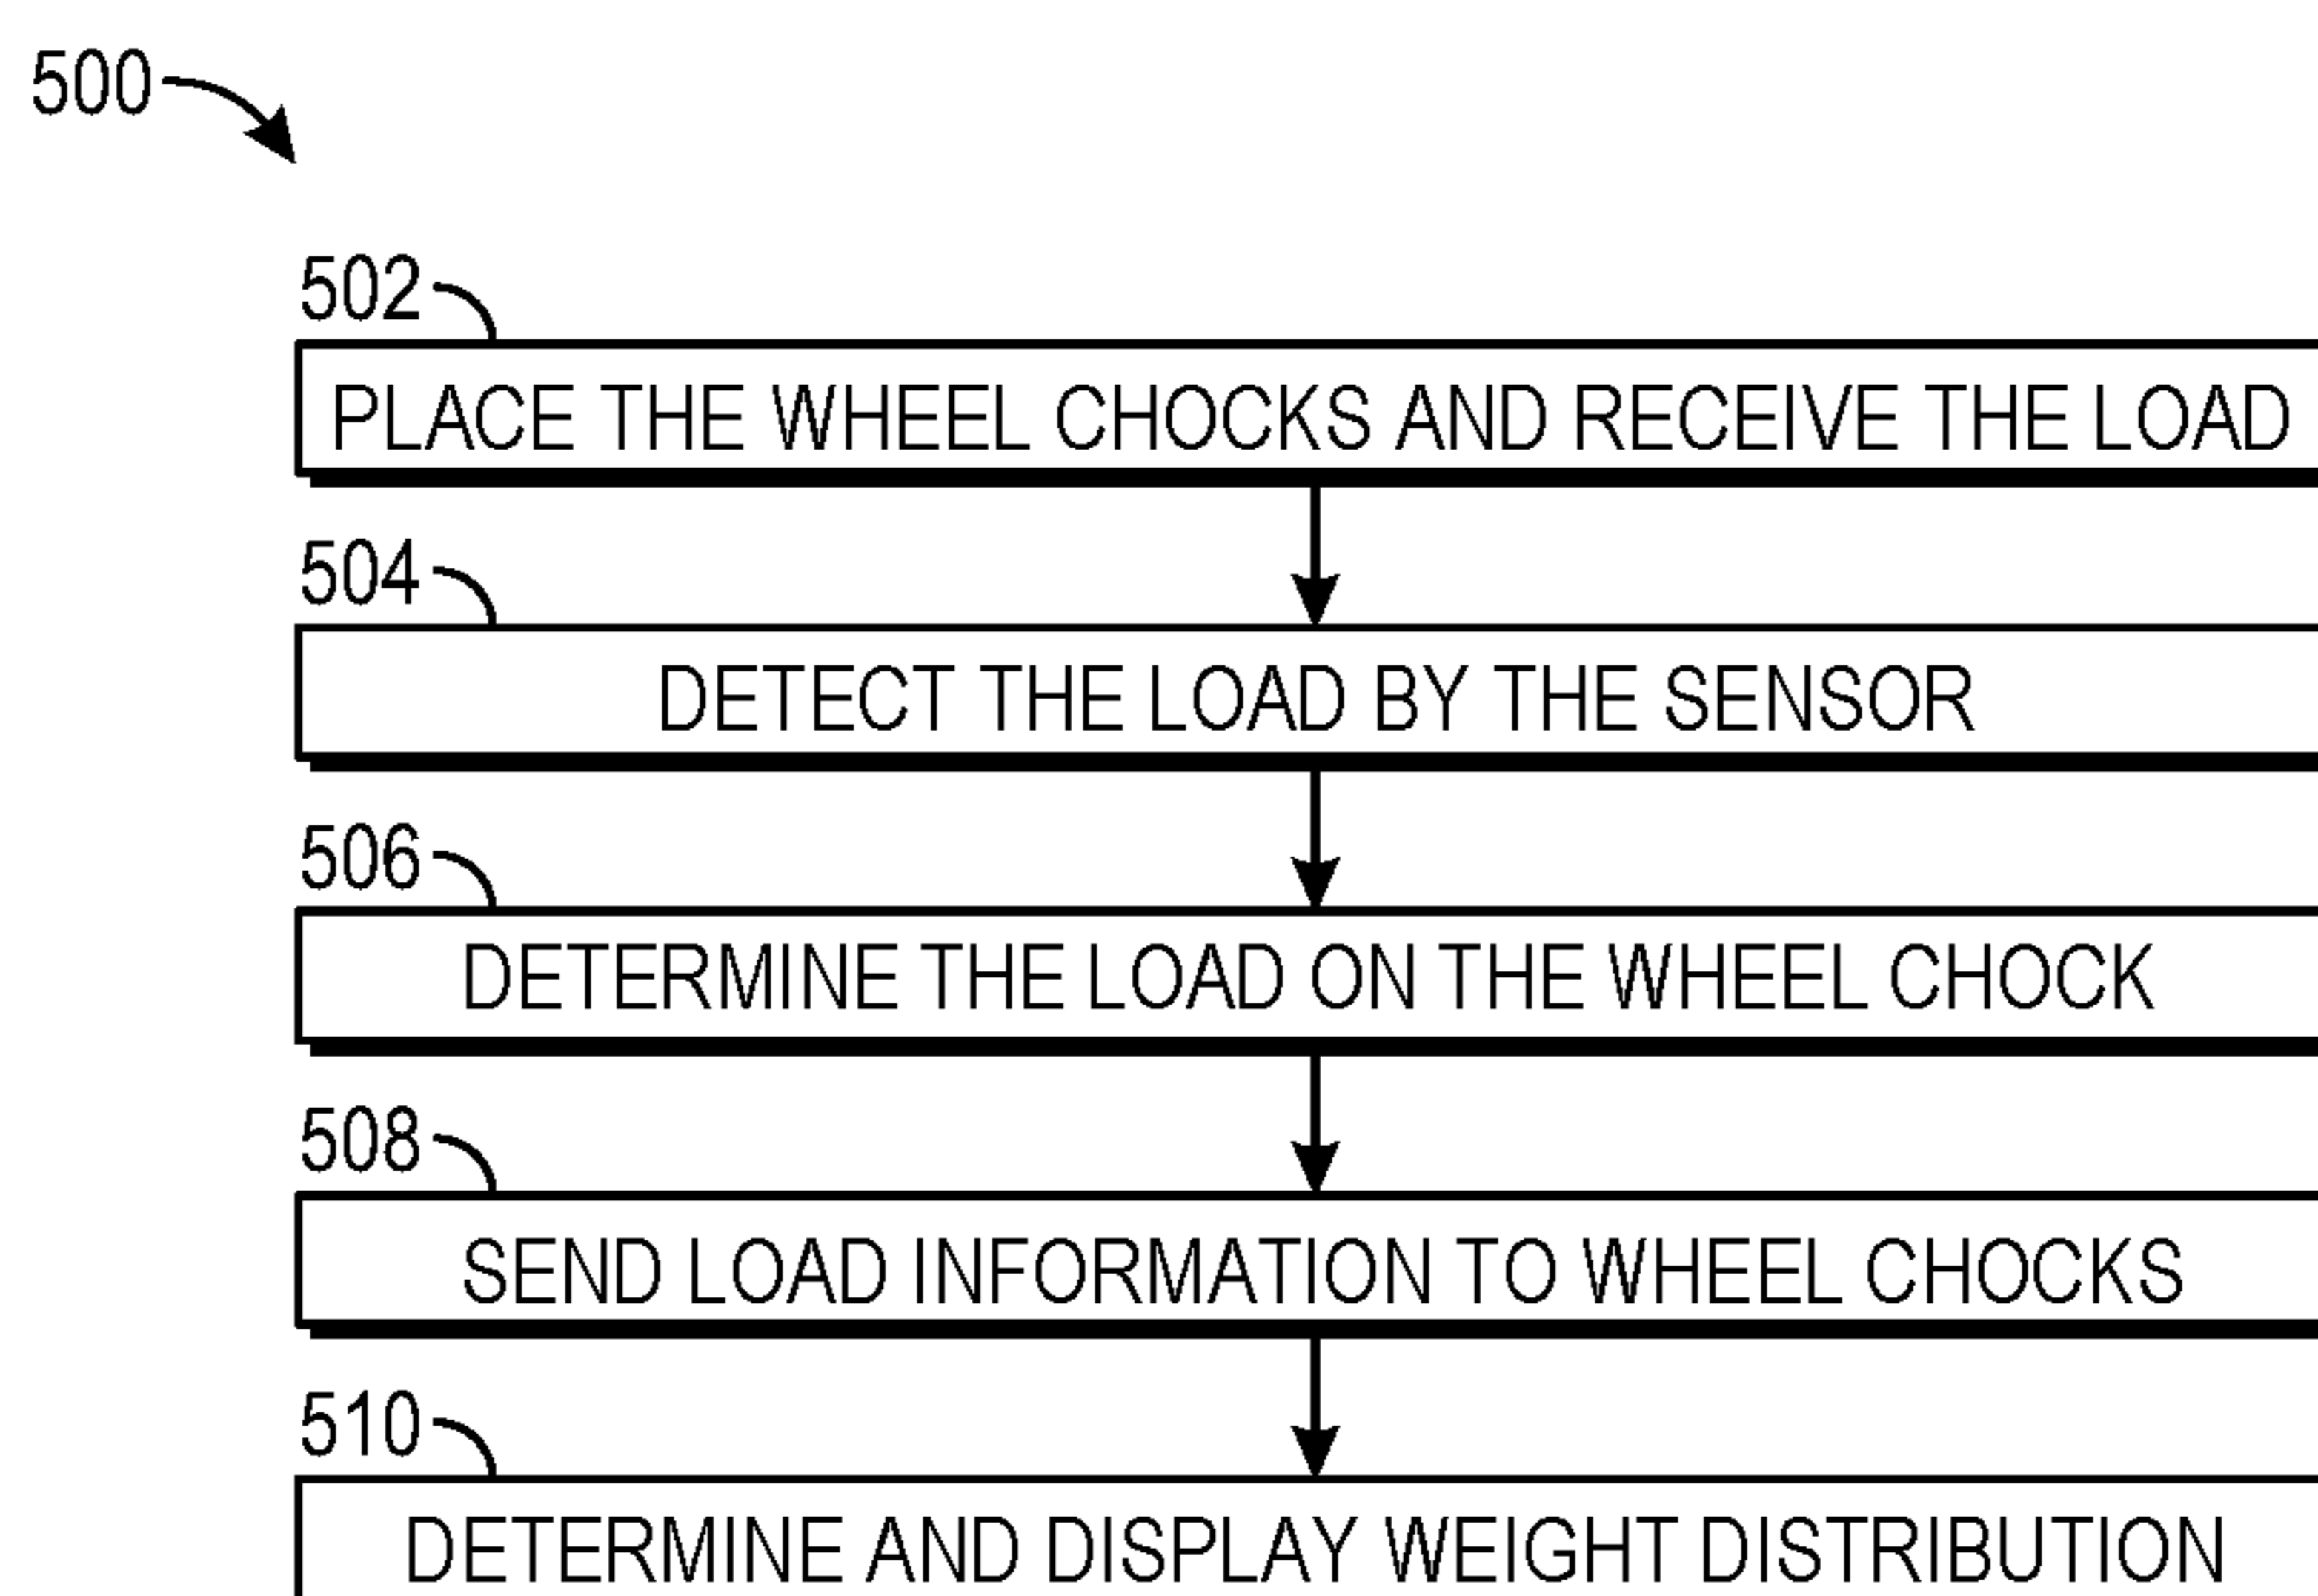 500
502
PLACE THE WHEEL CHOCKS AND RECEIVE THE LOAD
504
DETECT THE LOAD BY THE SENSOR
506
DETERMINE THE LOAD ON THE WHEEL CHOCK
508
SEND LOAD INFORMATION TO WHEEL CHOCKS
510
DETERMINE AND DISPLAY WEIGHT DISTRIBUTION